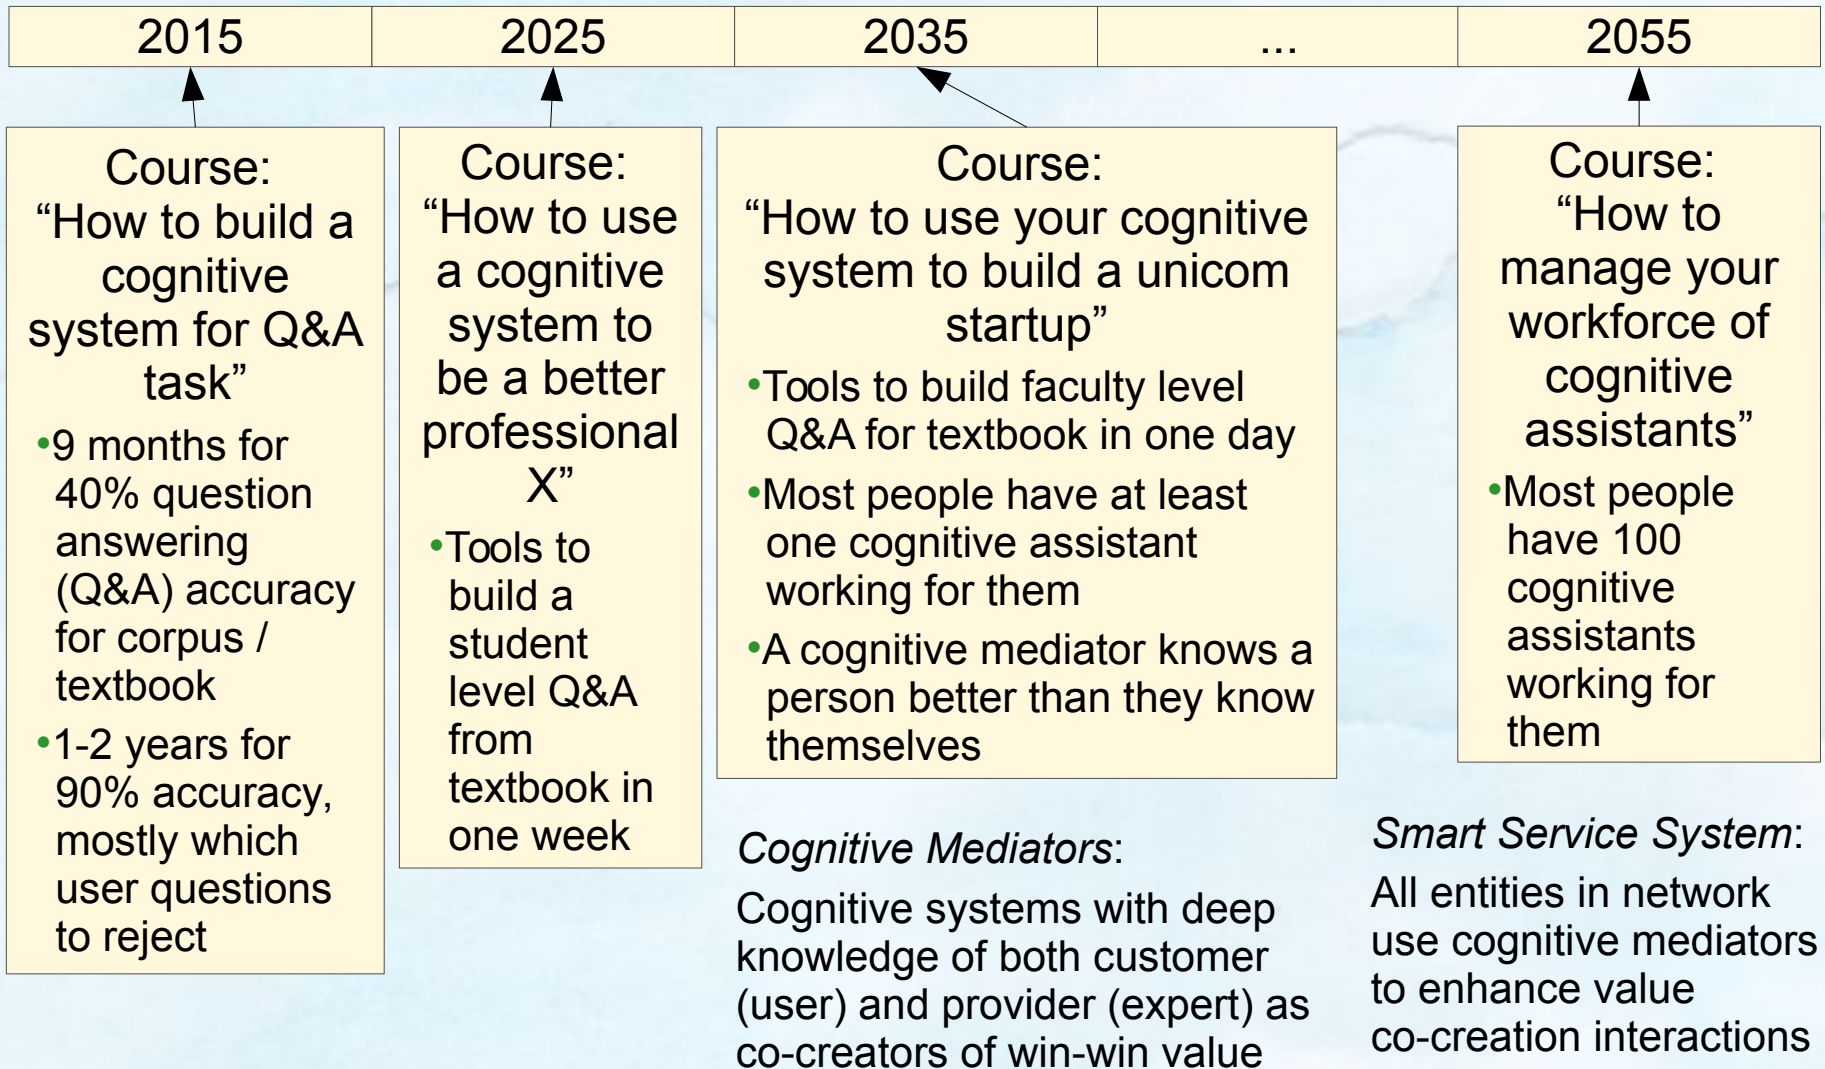 2015
2025
2035
...
2055
Course:
“How to build a
cognitive
system for Q&A
task”
•9 months for
40% question
answering
(Q&A) accuracy
for corpus /
textbook
•1-2 years for
90% accuracy,
mostly which
user questions
to reject
Course:
“How to use
a cognitive
system to
be a better
professional
X”
•Tools to
build a
student
level Q&A
from
textbook in
one week
Course:
“How to use your cognitive
system to build a unicom
startup”
•Tools to build faculty level
Q&A for textbook in one day
•Most people have at least
one cognitive assistant
working for them
•A cognitive mediator knows a
person better than they know
themselves
Course:
“How to
manage your
workforce of
cognitive
assistants”
•Most people
have 100
cognitive
assistants
working for
them
Cognitive Mediators:
Cognitive systems with deep
knowledge of both customer
(user) and provider (expert) as
co-creators of win-win value
Smart Service System:
All entities in network
use cognitive mediators
to enhance value
co-creation interactions